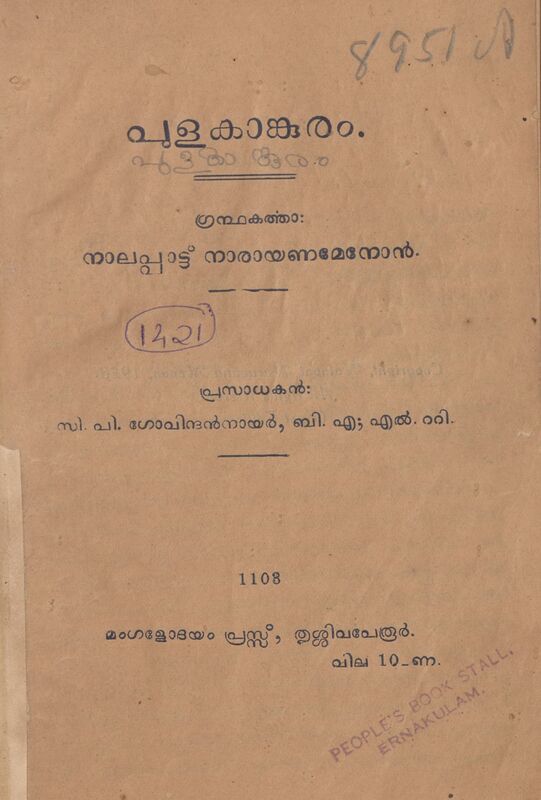 8951 A
പുളകാങ്കുരം.
പുളകാങ്കുരം
ഗ്രന്ഥകത്താ:
നാലപ്പാട്ട് നാരായണമേനോൻ.
1421
പ്രസാധകൻ:
സി. പി. ഗോവിന്ദൻനായർ, ബി. എ; എൽ. ററി.
1108
മംഗളോദയം പ്രസ്സ്, തൃശ്ശിവപേരൂർ.
വില 10_ണ.
PEOPLE'S BOOK STALL,
ERNAKULAM.